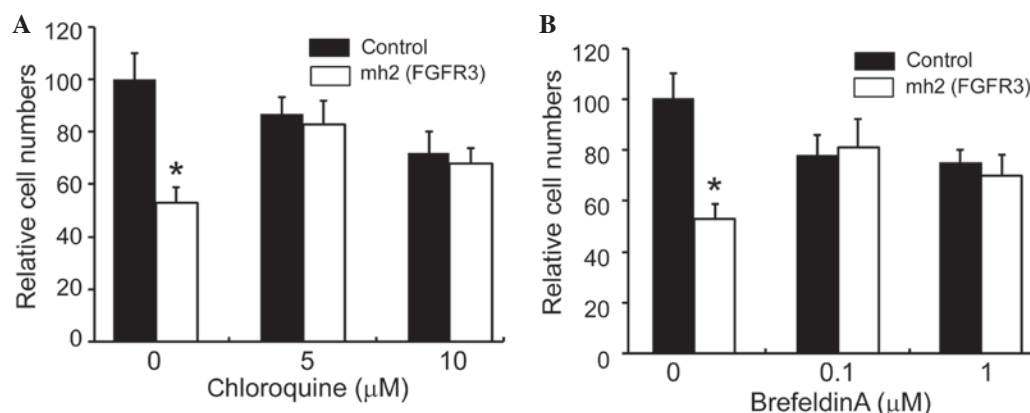 A
120
100
80
60
40
20
0
Relative cell numbers
Control
mh2 (FGFR3)
*
0 5 10
Chloroquine (μM)
B
120
100
80
60
40
20
0
Relative cell numbers
Control
mh2 (FGFR3)
*
0 0.1 1
BrefeldinA (μM)